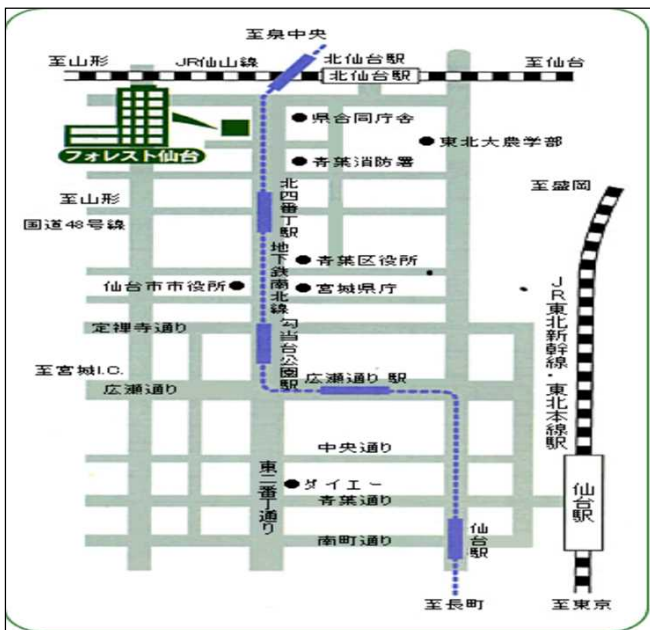 至泉中央
至山形
JR仙山線
北仙台駅
至仙台
北仙台駅
県合同庁舎
東北大農学部
青葉消防署
フォレスト仙台
至山形
国道48号線
北四番丁駅
至盛岡
地下鉄南北線
青葉区役所
仙台市市役所
宮城県庁
JR東北新幹線・東北本線駅
定禅寺通り
勾当台公園駅
至宮城I.C.
広瀬通り 駅
広瀬通り
中央通り
東二番丁通り
ダイエー
青葉通り
仙台駅
南町通り
仙台駅
至長町
至東京